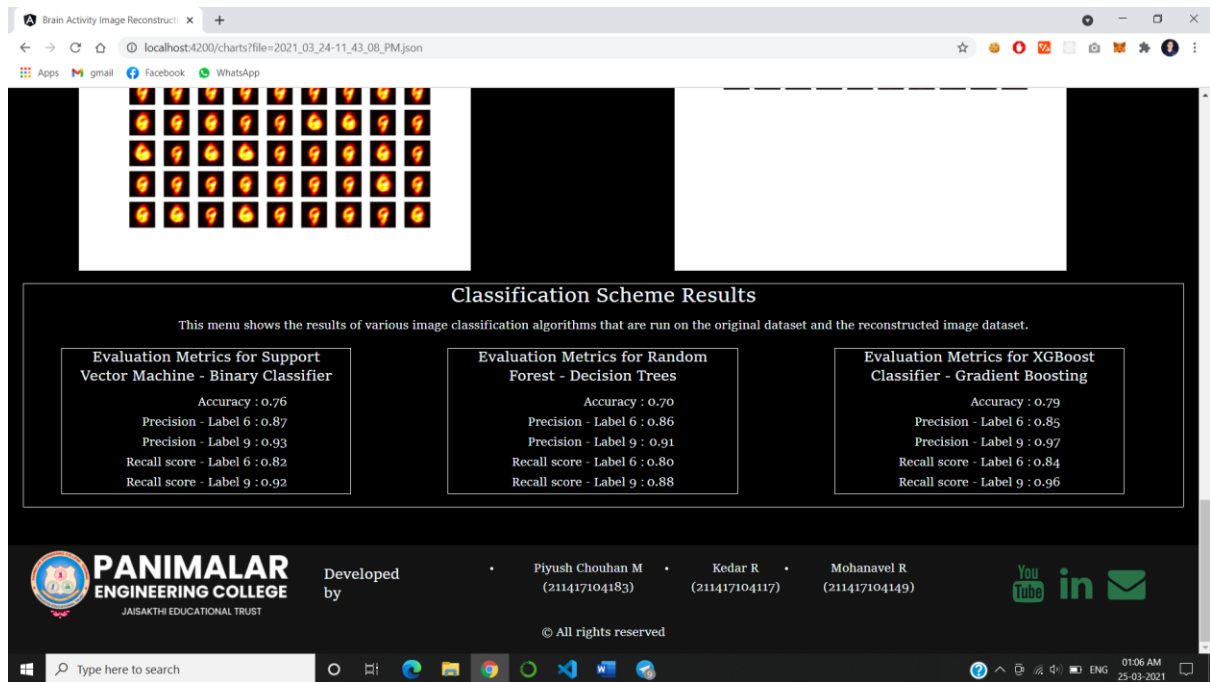 Brain Activity Image Reconstructi
localhost:4200/charts?file=2021_03_24-11_43_08_PM.json
Apps gmail Facebook WhatsApp
Classification Scheme Results
This menu shows the results of various image classification algorithms that are run on the original dataset and the reconstructed image dataset.
Evaluation Metrics for Support
Vector Machine - Binary Classifier
Accuracy : 0.76
Precision - Label 6 : 0.87
Precision - Label 9 : 0.93
Recall score - Label 6 : 0.82
Recall score - Label 9 : 0.92
Evaluation Metrics for Random
Forest - Decision Trees
Accuracy : 0.70
Precision - Label 6 : 0.86
Precision - Label 9 : 0.91
Recall score - Label 6 : 0.80
Recall score - Label 9 : 0.88
Evaluation Metrics for XGBoost
Classifier - Gradient Boosting
Accuracy : 0.79
Precision - Label 6 : 0.85
Precision - Label 9 : 0.97
Recall score - Label 6 : 0.84
Recall score - Label 9 : 0.96
PANIMALAR
ENGINEERING COLLEGE
JAISAKTHI EDUCATIONAL TRUST
Developed
by
• Piyush Chouhan M
(211417104183)
• Kedar R
(211417104117)
• Mohanavel R
(211417104149)
You
Tube
in
© All rights reserved
Type here to search
ENG
01:06 AM
25-03-2021